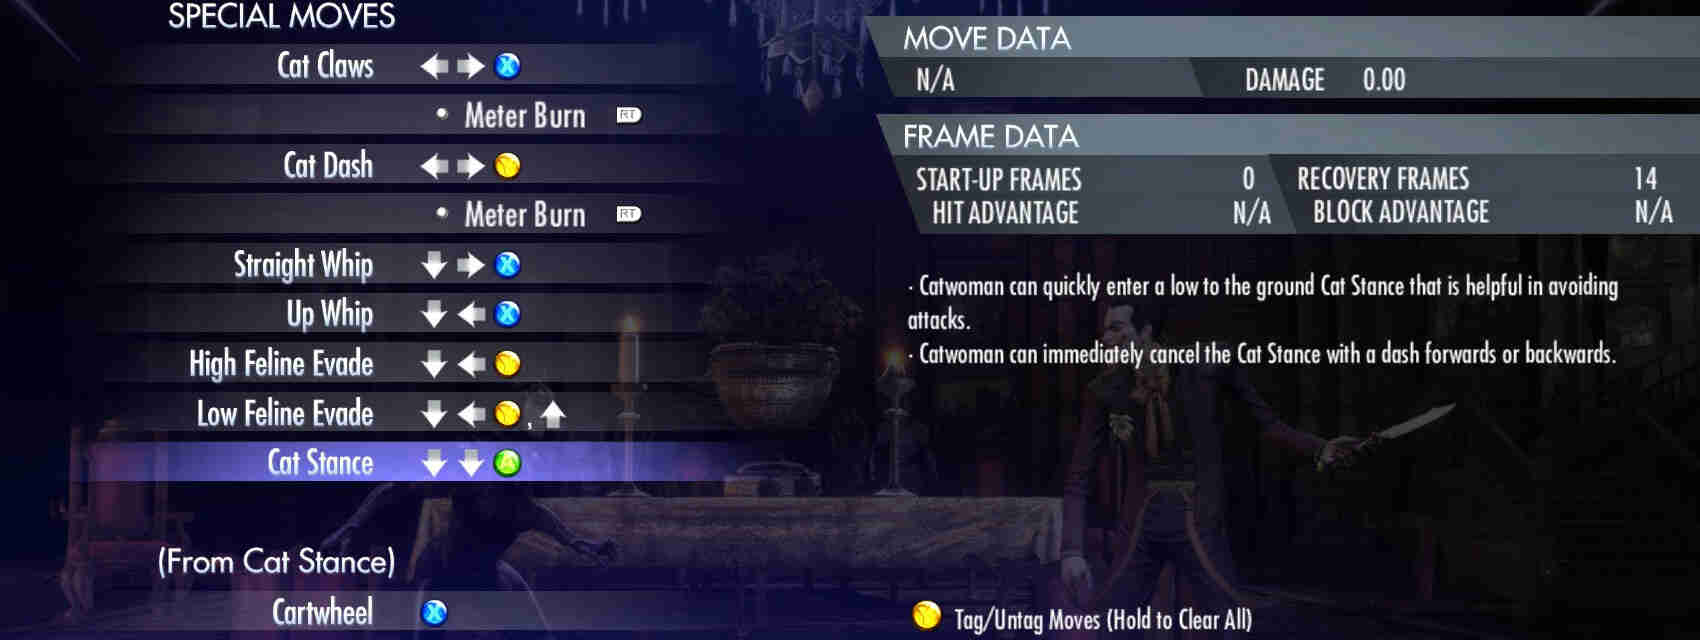 SPECIAL MOVES
Cat Claws X
• Meter Burn RT
Cat Dash Y
• Meter Burn RT
Straight Whip X
Up Whip X
High Feline Evade Y
Low Feline Evade Y ,
Cat Stance A
(From Cat Stance)
Cartwheel X
MOVE DATA
N/A DAMAGE 0.00
FRAME DATA
START-UP FRAMES 0 RECOVERY FRAMES 14
HIT ADVANTAGE N/A BLOCK ADVANTAGE N/A
· Catwoman can quickly enter a low to the ground Cat Stance that is helpful in avoiding
attacks.
· Catwoman can immediately cancel the Cat Stance with a dash forwards or backwards.
Y Tag/Untag Moves (Hold to Clear All)